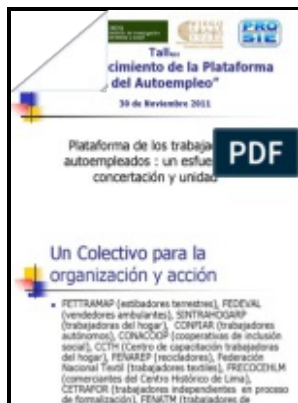 PRO
SIE
Taller
cimiento de la Plataforma
del Autoempleo"
30 de Noviembre 2011
Plataforma de los trabaja
autoempleados : un esfue
concertación y unidad
PDF
Un Colectivo para la
organización y acción
FETTRAMAP (estibadores terrestres), FEDEVAL
(vendedores ambulantes), SINTRAHOGARP
(trabajadoras del hogar), CONFIAR (trabajadores
autónomos), CONACOOP (cooperativas de inclusión
social), CCTH (Centro de capacitación trabajadoras
del hogar), FENAREP (recicladores), Federación
Nacional Textil (trabajadores textiles), FRECOCEHLM
(comerciantes del Centro Histórico de Lima),
CETRAFOR (trabajadores independientes en proceso
de formalización), FENATM (trabajadores de